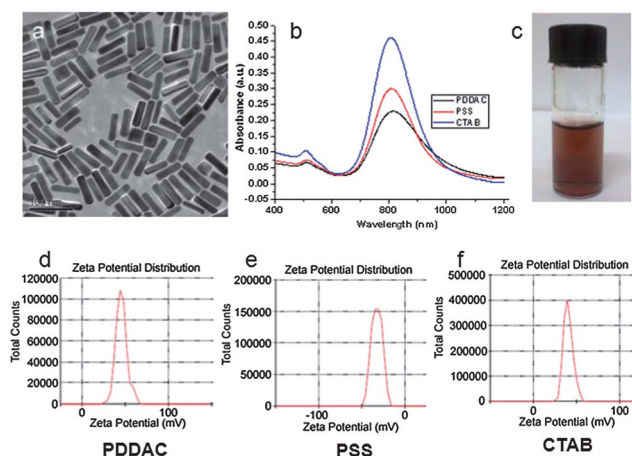 a
b
c
0.50
0.45
0.40
0.35
0.30
0.25
0.20
0.15
0.10
0.05
0.00
-0.05
Absorbance (a.u.)
PDDAC
PSS
CTAB
400 600 800 1000 1200
Wavelength (nm)
d
Zeta Potential Distribution
120000
100000
80000
60000
40000
20000
0
Total Counts
0 100
Zeta Potential (mV)
PDDAC
e
Zeta Potential Distribution
200000
150000
100000
50000
0
Total Counts
-100 0
Zeta Potential (mV)
PSS
f
Zeta Potential Distribution
500000
400000
300000
200000
100000
0
Total Counts
0 100
Zeta Potential (mV)
CTAB